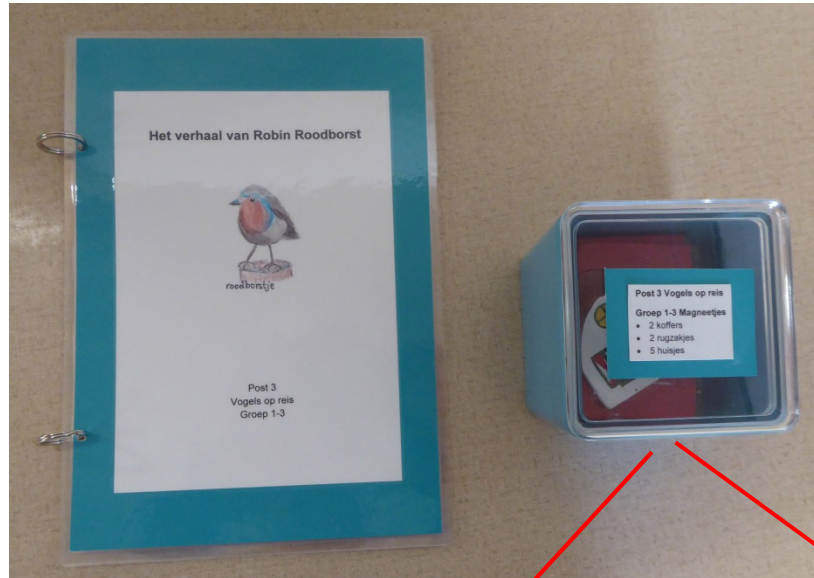 Het verhaal van Robin Roodborst
roodborstje
Post 3
Vogels op reis
Groep 1-3
Post 3 Vogels op reis
Groep 1-3 Magneetjes
• 2 koffers
• 2 rugzakjes
• 5 huisjes